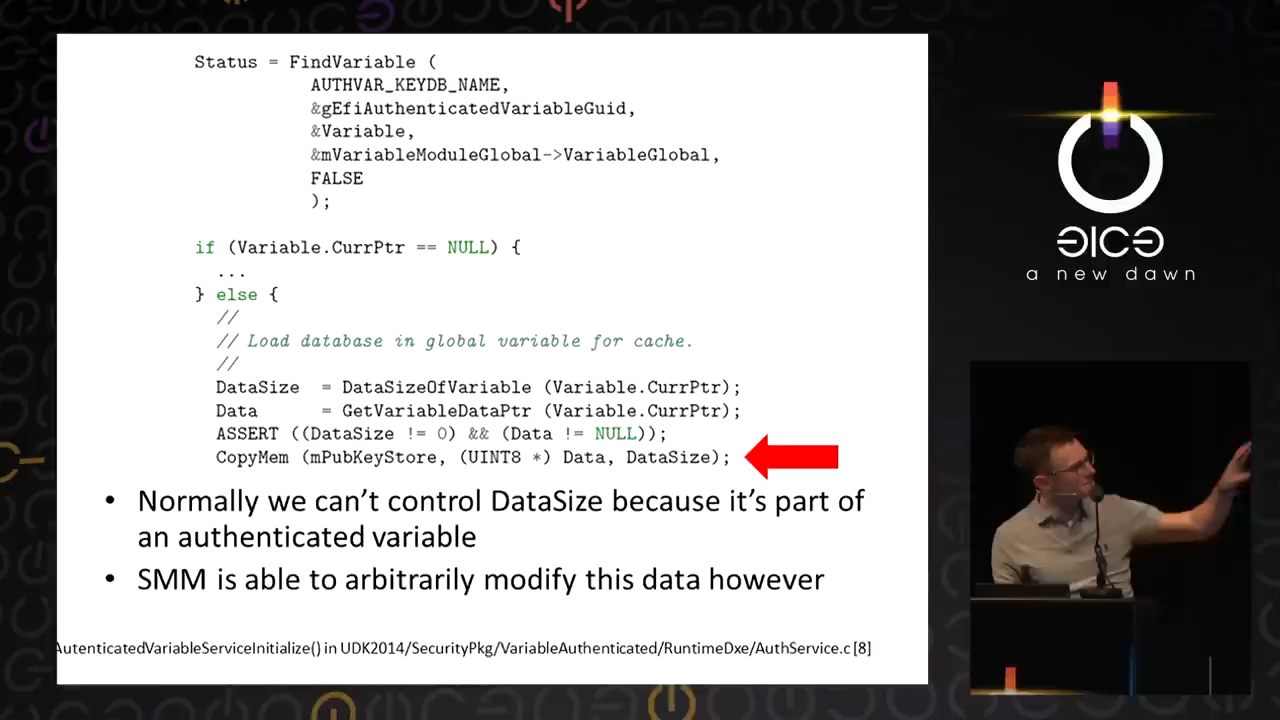 Status = FindVariable (
AUTHVAR_KEYDB_NAME,
&gEfiAuthenticatedVariableGuid,
&Variable,
&mVariableModuleGlobal->VariableGlobal,
FALSE
);
if (Variable.CurrPtr == NULL) {
...
} else {
//
// Load database in global variable for cache.
//
DataSize = DataSizeOfVariable (Variable.CurrPtr);
Data = GetVariableDataPtr (Variable.CurrPtr);
ASSERT ((DataSize != 0) && (Data != NULL));
CopyMem (mPubKeyStore, (UINT8 *) Data, DataSize);
• Normally we can't control DataSize because it's part of
an authenticated variable
• SMM is able to arbitrarily modify this data however
AutenticatedVariableServiceInitialize() in UDK2014/SecurityPkg/VariableAuthenticated/RuntimeDxe/AuthService.c [8]
a new dawn